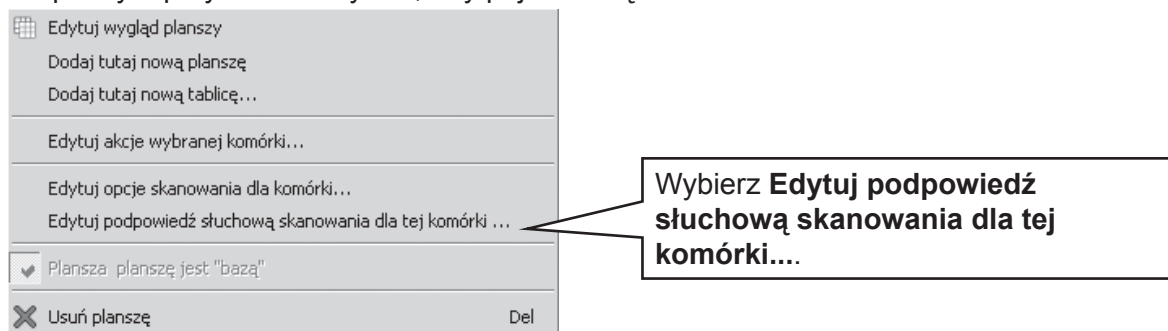 Edytuj wygląd planszy
Dodaj tutaj nową planszę
Dodaj tutaj nową tablicę...
Edytuj akcje wybranej komórki...
Edytuj opcje skanowania dla komórki...
Edytuj podpowiedź słuchową skanowania dla tej komórki ...
Plansza planszę jest "bazą"
Usuń planszę Del
Wybierz Edytuj podpowiedź
słuchową skanowania dla tej
komórki....